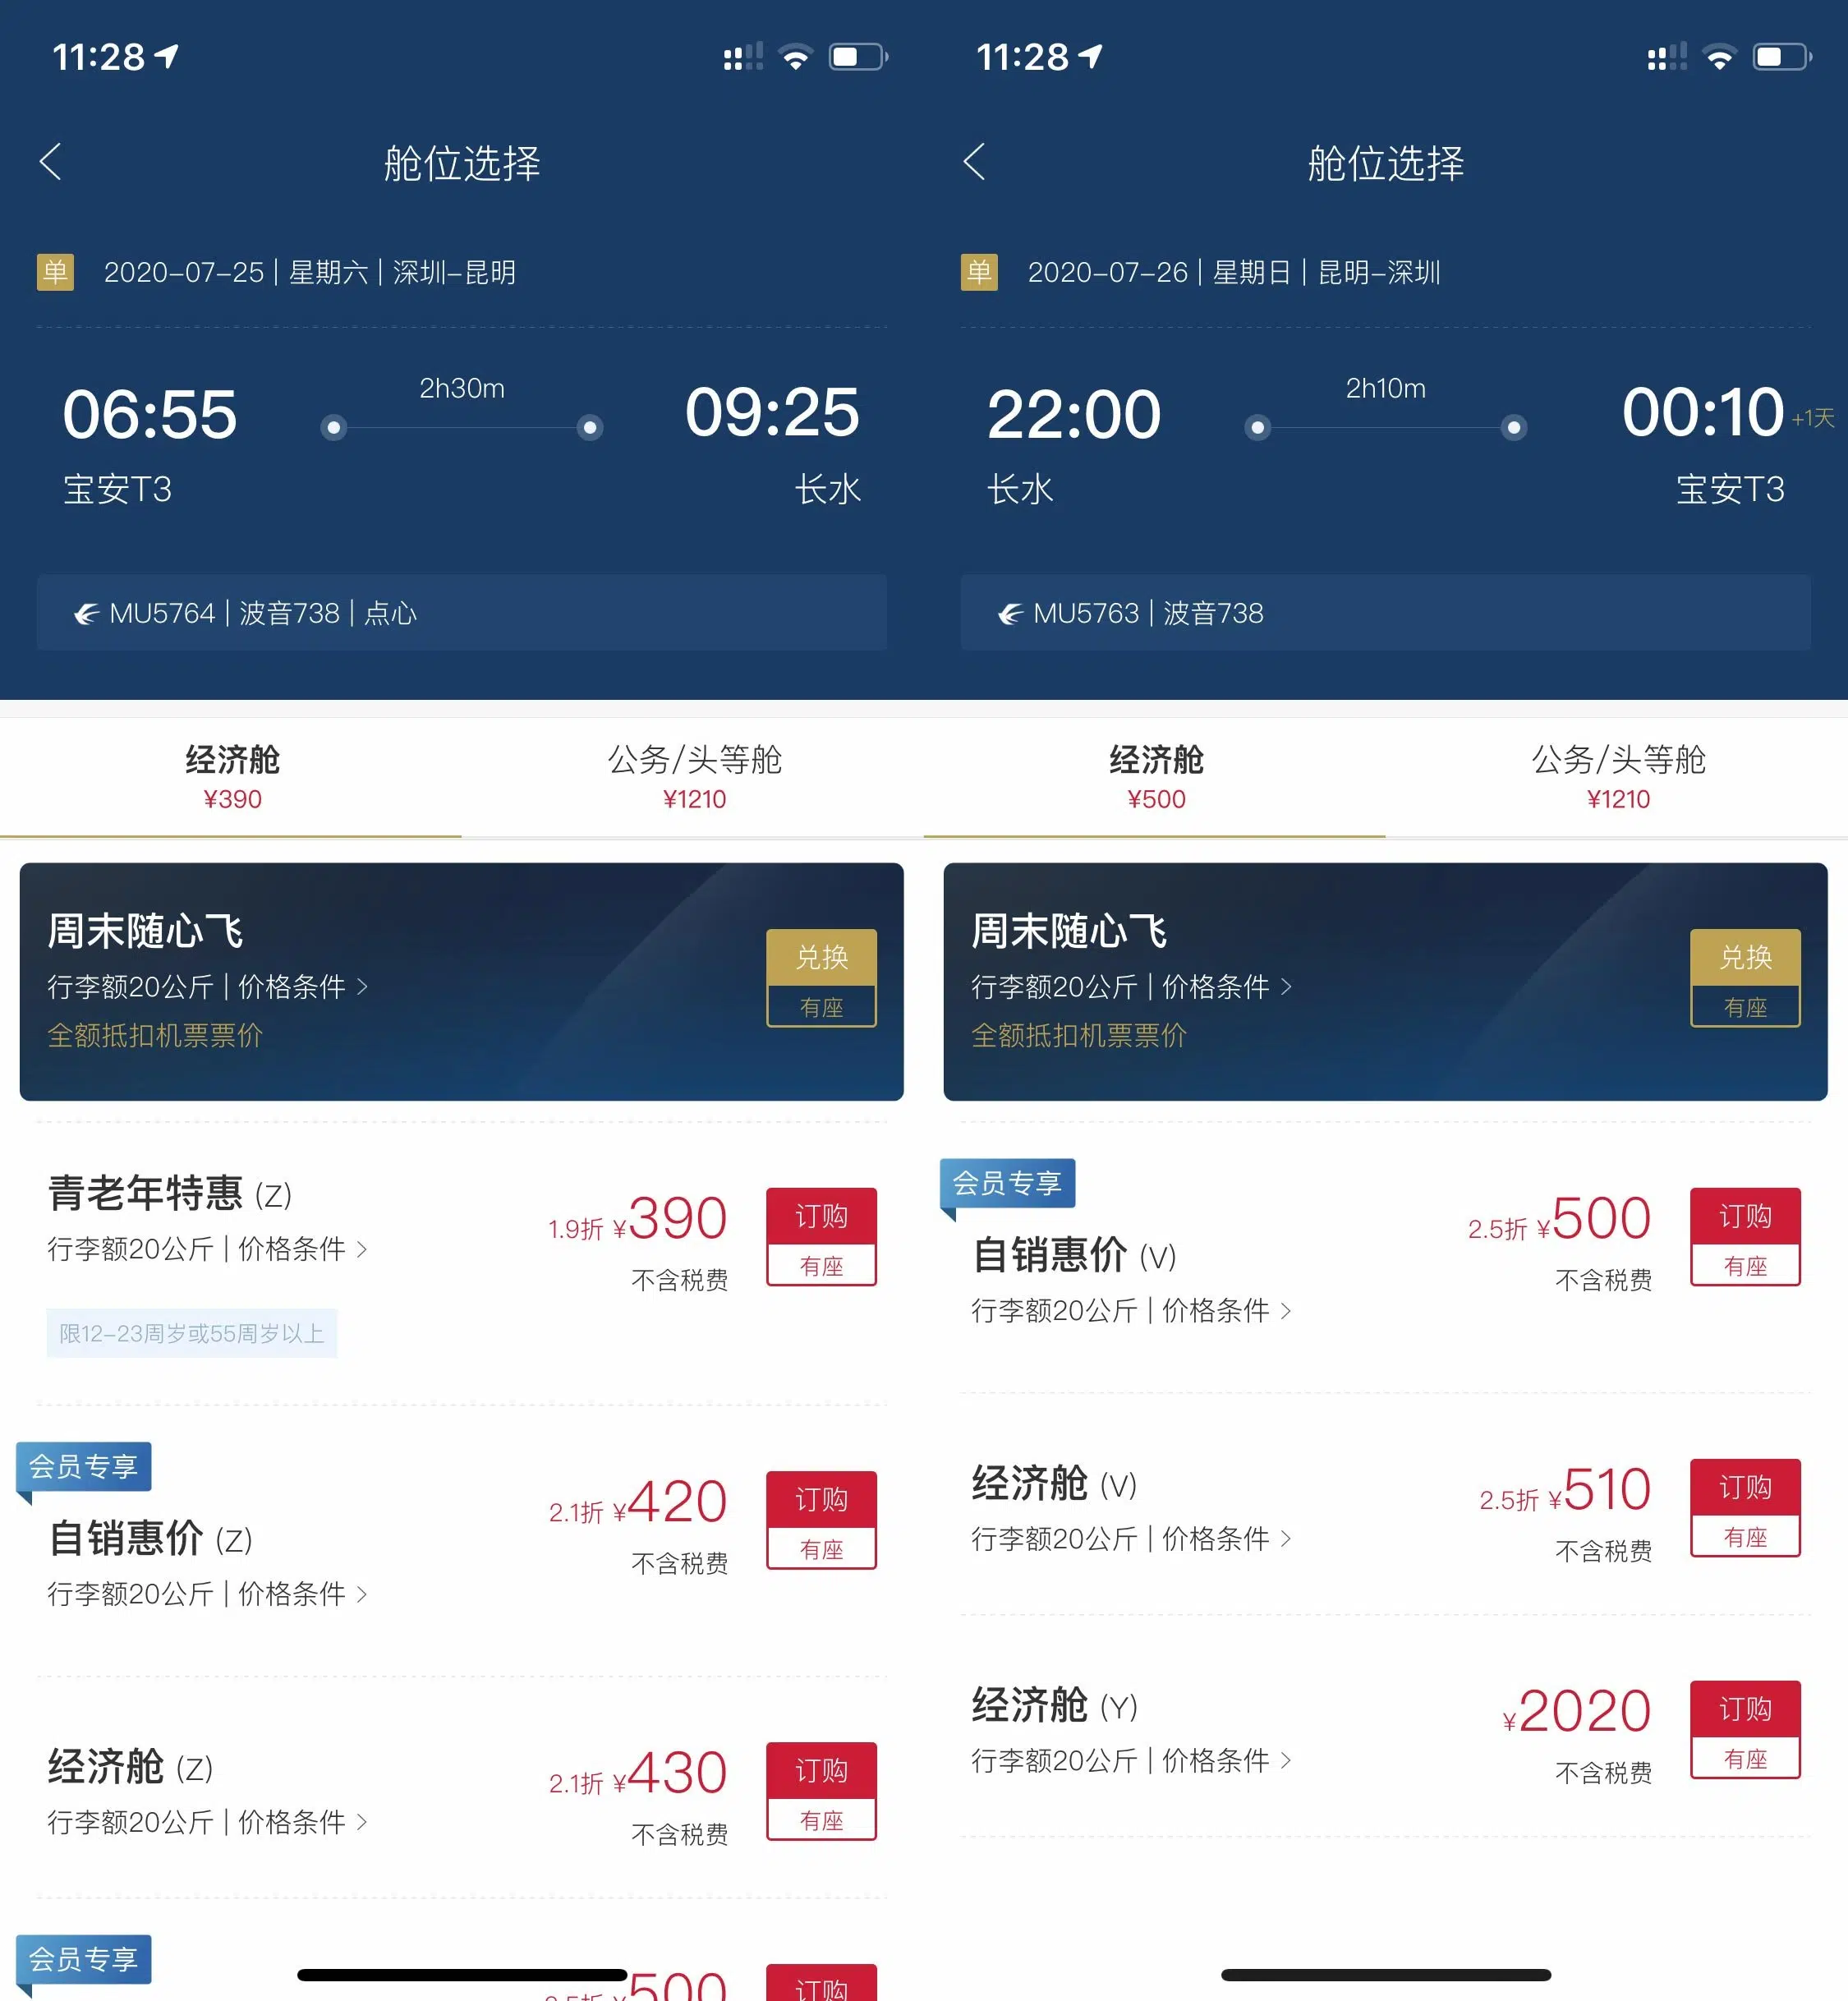 11:28
舱位选择
单 2020-07-25 | 星期六 | 深圳-昆明
06:55 2h30m 09:25
宝安T3 长水
MU5764 | 波音738 | 点心
经济舱 公务/头等舱
¥390 ¥1210
周末随心飞
行李额20公斤 | 价格条件 >
全额抵扣机票票价
兑换
有座
青老年特惠 (Z)
行李额20公斤 | 价格条件 >
限12-23周岁或55周岁以上
1.9折 ¥390
不含税费
订购
有座
会员专享
自销惠价 (Z)
行李额20公斤 | 价格条件 >
2.1折 ¥420
不含税费
订购
有座
经济舱 (Z)
行李额20公斤 | 价格条件 >
2.1折 ¥430
不含税费
订购
有座
会员专享
2.5折 ¥500
订购
11:28
舱位选择
单 2020-07-26 | 星期日 | 昆明-深圳
22:00 2h10m 00:10 +1天
长水 宝安T3
MU5763 | 波音738
经济舱 公务/头等舱
¥500 ¥1210
周末随心飞
行李额20公斤 | 价格条件 >
全额抵扣机票票价
兑换
有座
会员专享
自销惠价 (V)
行李额20公斤 | 价格条件 >
2.5折 ¥500
不含税费
订购
有座
经济舱 (V)
行李额20公斤 | 价格条件 >
2.5折 ¥510
不含税费
订购
有座
经济舱 (Y)
行李额20公斤 | 价格条件 >
¥2020
不含税费
订购
有座